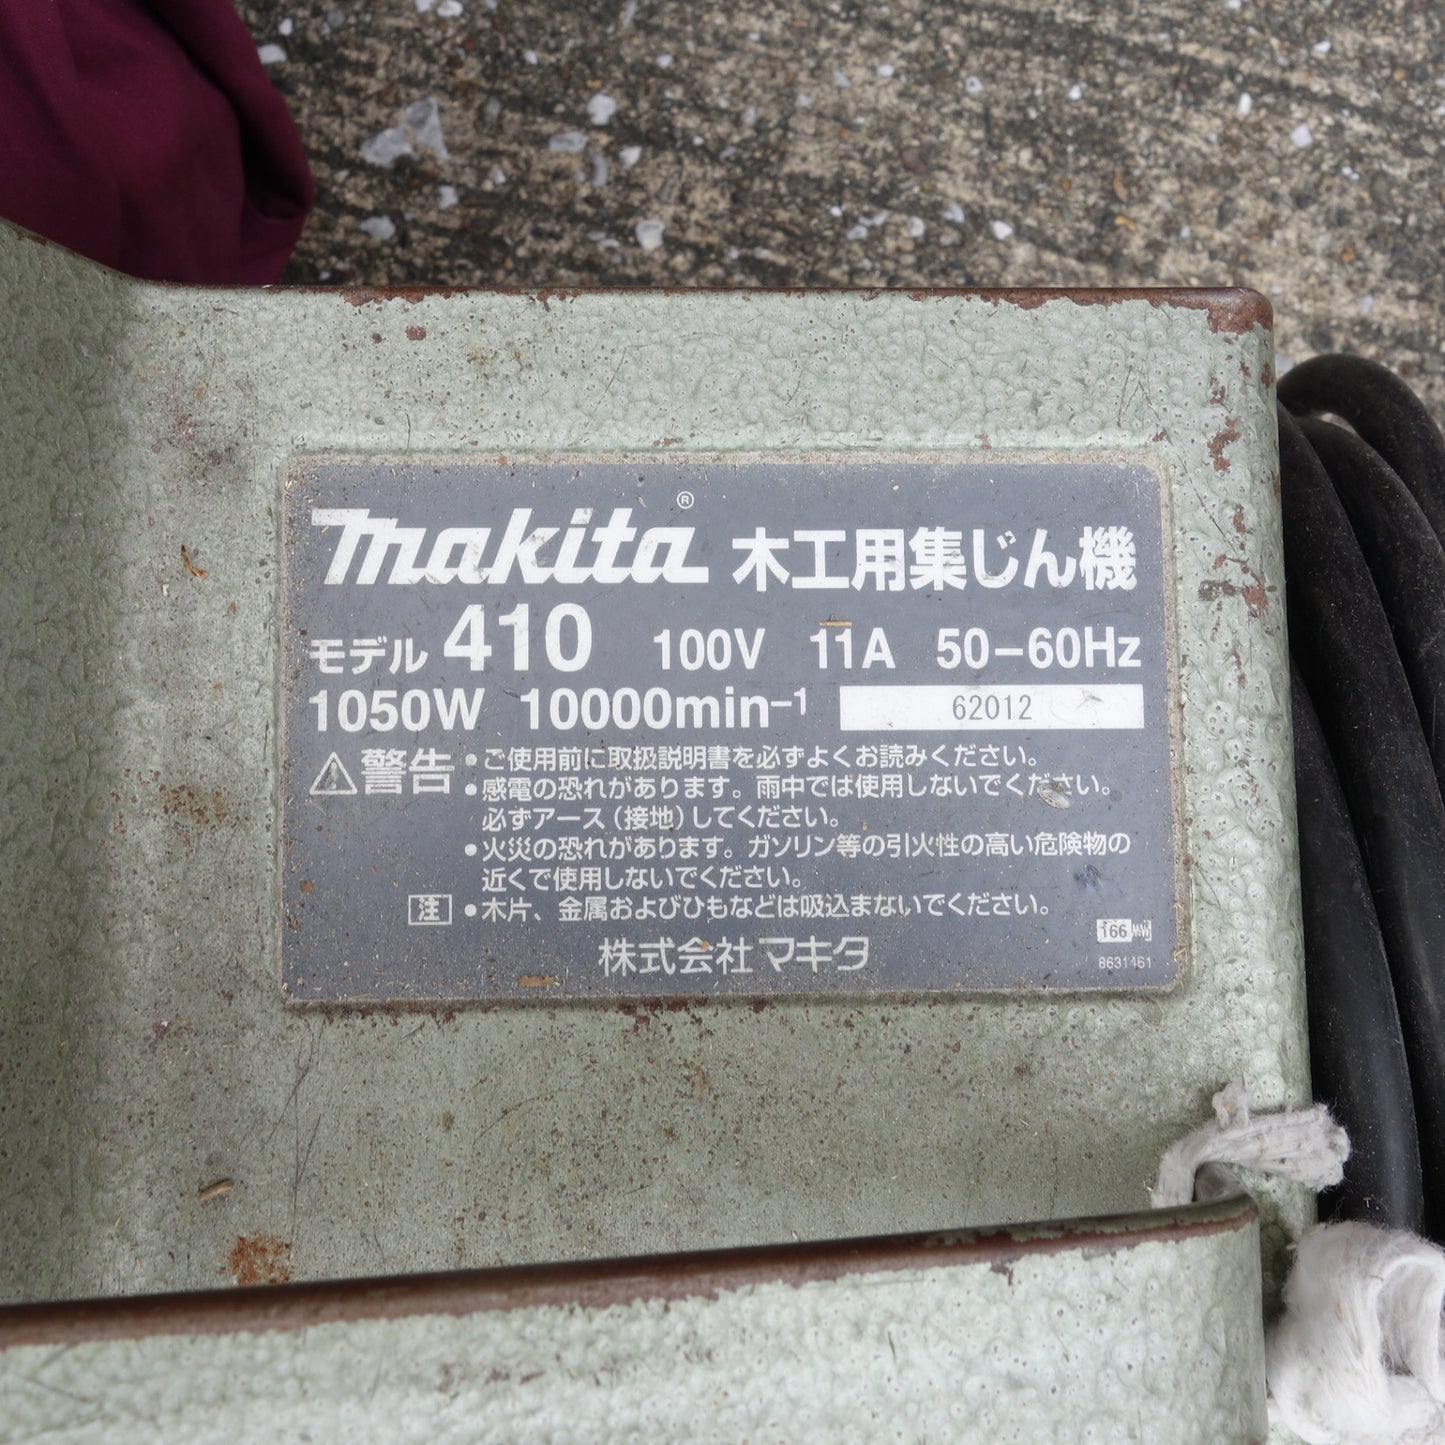 makita® 木工用集じん機
モデル 410 100V 11A 50-60Hz
1050W 10000min-1 62012
⚠警告 ●ご使用前に取扱説明書を必ずよくお読みください。
●感電の恐れがあります。雨中では使用しないでください。
必ずアース(接地)してください。
●火災の恐れがあります。ガソリン等の引火性の高い危険物の
近くで使用しないでください。
注 ●木片、金属およびひもなどは吸込まないでください。
株式会社マキタ
166 MW
8631461